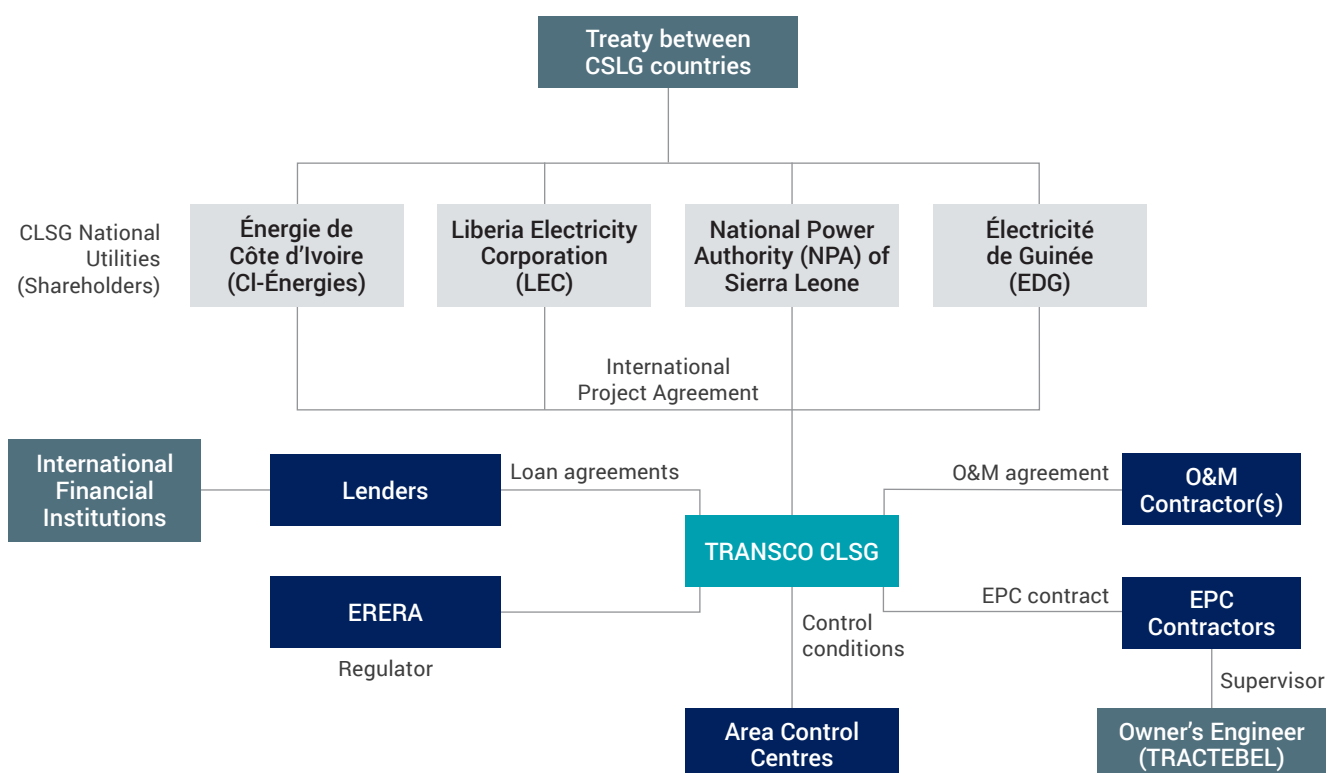 Treaty between
CSLG countries
CLSG National
Utilities
(Shareholders)
Énergie de
Côte d’Ivoire
(Cl-Énergies)
Liberia Electricity
Corporation
(LEC)
National Power
Authority (NPA) of
Sierra Leone
Électricité
de Guinée
(EDG)
International
Project Agreement
International
Financial
Institutions
Lenders
Loan agreements
O&M agreement
O&M
Contractor(s)
TRANSCO CLSG
ERERA
Regulator
Control
conditions
EPC contract
EPC
Contractors
Supervisor
Area Control
Centres
Owner’s Engineer
(TRACTEBEL)